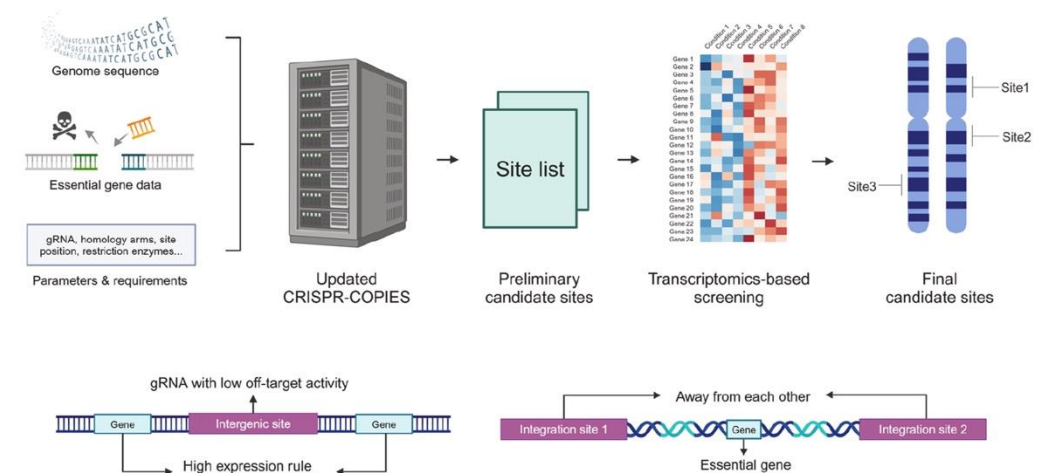 AAGAGTCAAATATCATGCGCAT
Genome sequence
Essential gene data
gRNA, homology arms, site
position, restriction enzymes...
Parameters & requirements
Updated
CRISPR-COPIES
Site list
Preliminary
candidate sites
Condition 1
Condition 2
Condition 3
Condition 4
Condition 5
Condition 6
Condition 7
Condition 8
Gene 1
Gene 2
Gene 3
Gene 4
Gene 5
Gene 6
Gene 7
Gene 8
Gene 9
Gene 10
Gene 11
Gene 12
Gene 13
Gene 14
Gene 15
Gene 16
Gene 17
Gene 18
Gene 19
Gene 20
Gene 21
Gene 22
Gene 23
Gene 24
Transcriptomics-based
screening
Site1
Site2
Site3
Final
candidate sites
gRNA with low off-target activity
Gene
Intergenic site
Gene
High expression rule
Away from each other
Integration site 1
Gene
Integration site 2
Essential gene